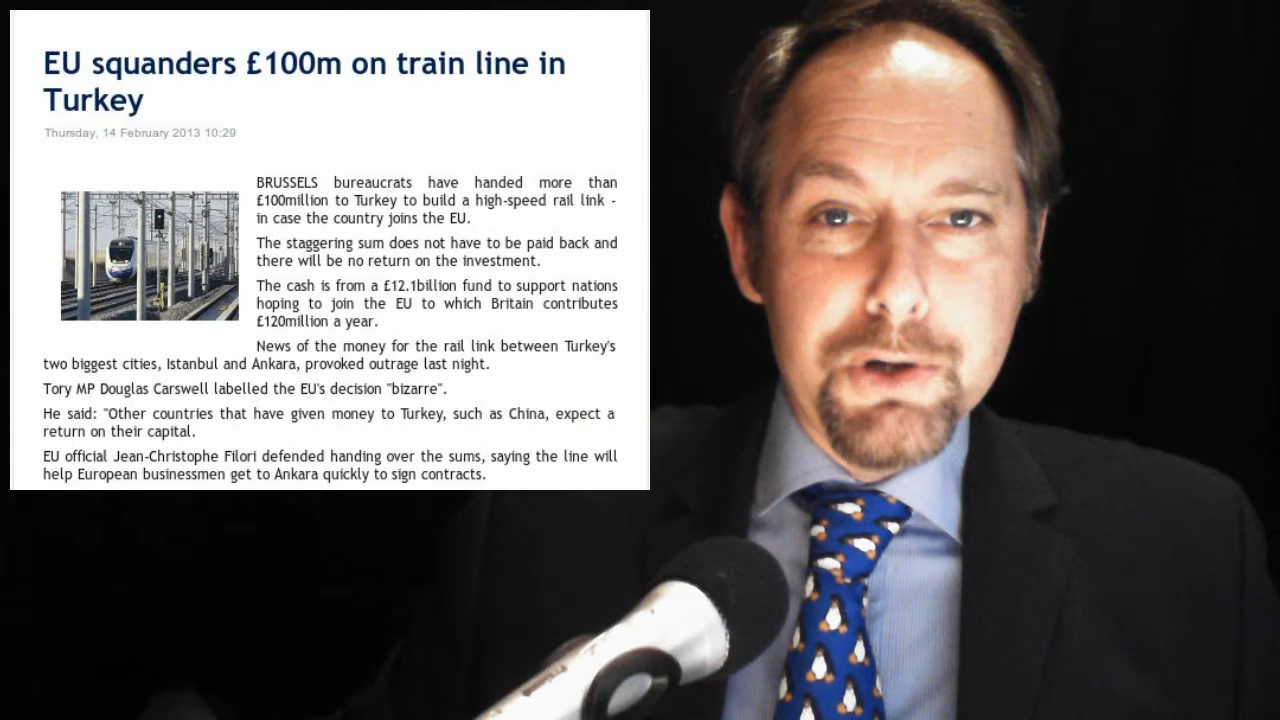 EU squanders £100m on train line in
Turkey
Thursday, 14 February 2013 10:29
BRUSSELS bureaucrats have handed more than
£100million to Turkey to build a high-speed rail link -
in case the country joins the EU.
The staggering sum does not have to be paid back and
there will be no return on the investment.
The cash is from a £12.1billion fund to support nations
hoping to join the EU to which Britain contributes
£120million a year.
News of the money for the rail link between Turkey's
two biggest cities, Istanbul and Ankara, provoked outrage last night.
Tory MP Douglas Carswell labelled the EU's decision "bizarre".
He said: "Other countries that have given money to Turkey, such as China, expect a
return on their capital.
EU official Jean-Christophe Filori defended handing over the sums, saying the line will
help European businessmen get to Ankara quickly to sign contracts.